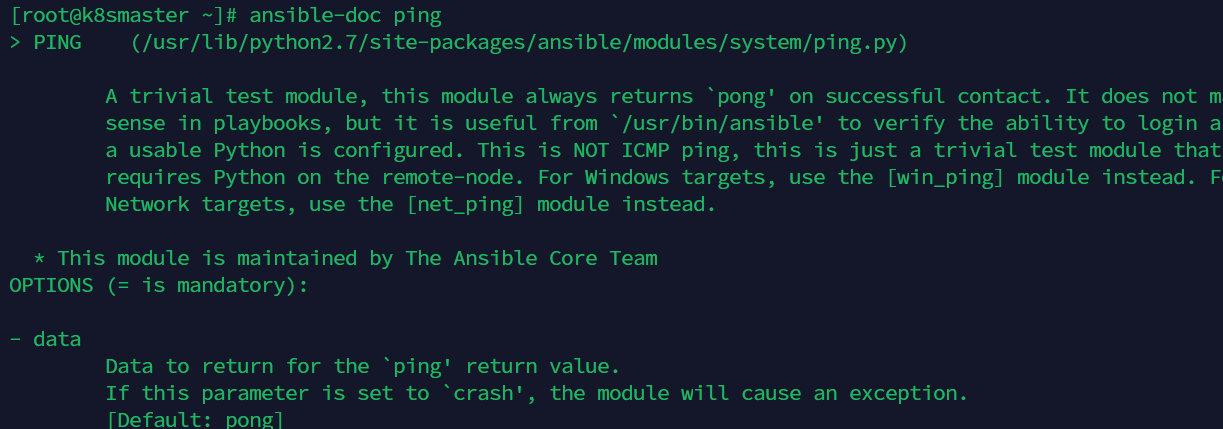 [root@k8smaster ~]# ansible-doc ping
> PING    (/usr/lib/python2.7/site-packages/ansible/modules/system/ping.py)
A trivial test module, this module always returns `pong' on successful contact. It does not
sense in playbooks, but it is useful from `/usr/bin/ansible' to verify the ability to login
a usable Python is configured. This is NOT ICMP ping, this is just a trivial test module that
requires Python on the remote-node. For Windows targets, use the [win_ping] module instead.
Network targets, use the [net_ping] module instead.
* This module is maintained by The Ansible Core Team
OPTIONS (= is mandatory):
- data
Data to return for the `ping' return value.
If this parameter is set to `crash', the module will cause an exception.
[Default: pong]